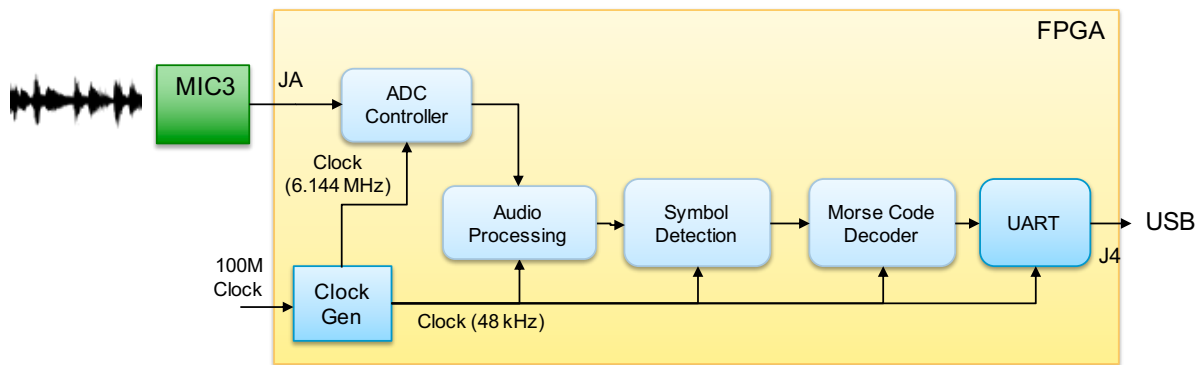 FPGA
MIC3
JA
ADC
Controller
Clock
(6.144 MHz)
Audio
Processing
Symbol
Detection
Morse Code
Decoder
UART
USB
J4
100M
Clock
Clock
Gen
Clock (48 kHz)